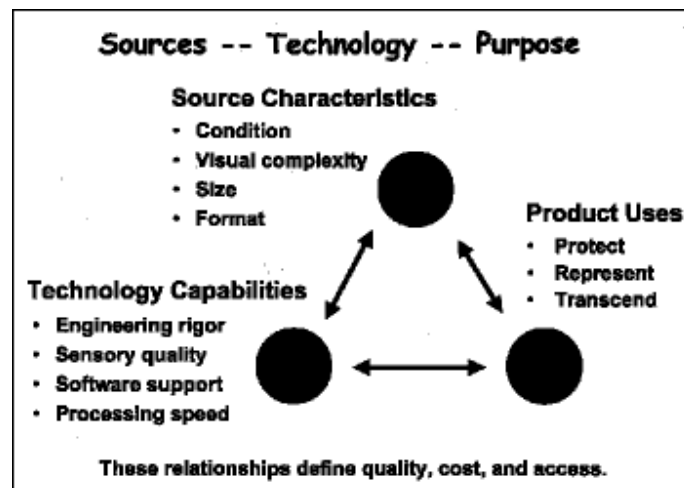 Sources -- Technology -- Purpose
Source Characteristics
• Condition
• Visual complexity
• Size
• Format
Product Uses
• Protect
• Represent
• Transcend
Technology Capabilities
• Engineering rigor
• Sensory quality
• Software support
• Processing speed
These relationships define quality, cost, and access.